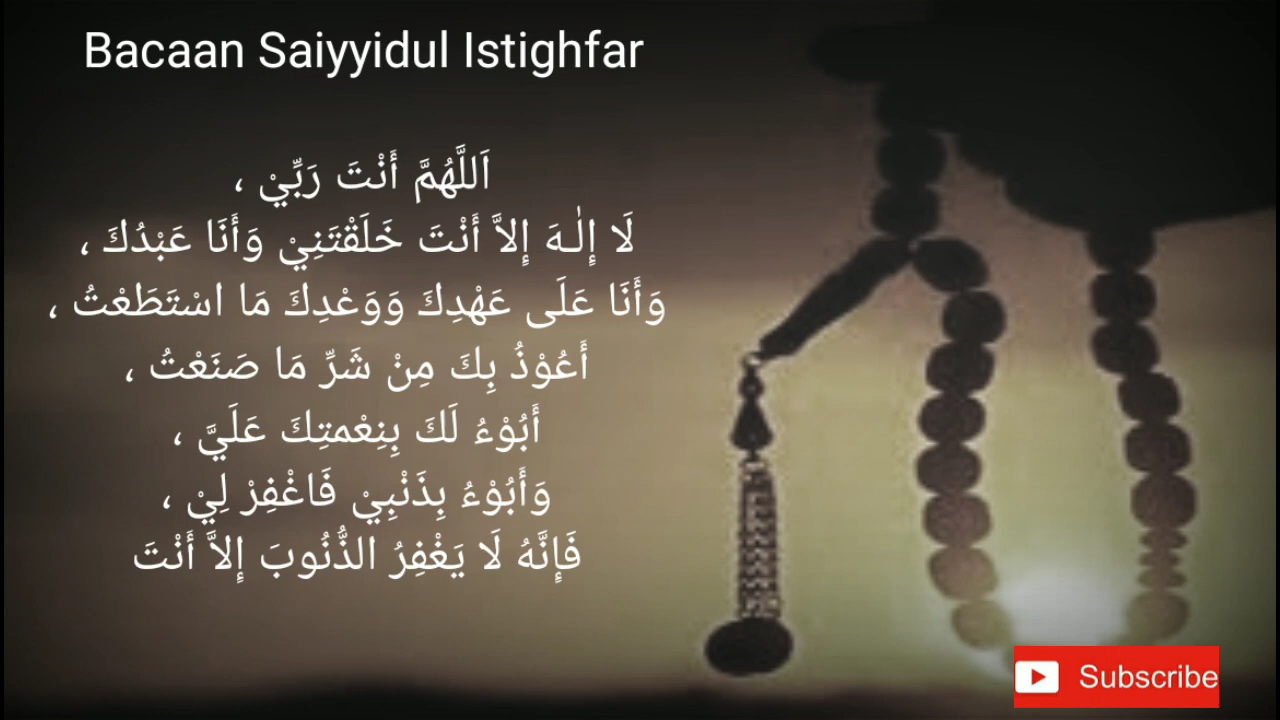 Bacaan Saiyyidul Istighfar
اَللَّهُمَّ أَنْتَ رَبِّيْ ،
لَا إِلٰـهَ إِلاَّ أَنْتَ خَلَقْتَنِيْ وَأَنَا عَبْدُكَ ،
وَأَنَا عَلَى عَهْدِكَ وَوَعْدِكَ مَا اسْتَطَعْتُ ،
أَعُوْذُ بِكَ مِنْ شَرِّ مَا صَنَعْتُ ،
أَبُوْءُ لَكَ بِنِعْمتِكَ عَلَيَّ ،
وَأَبُوْءُ بِذَنْبِيْ فَاغْفِرْ لِيْ ،
فَإِنَّهُ لَا يَغْفِرُ الذُّنُوبَ إِلاَّ أَنْتَ
Subscribe